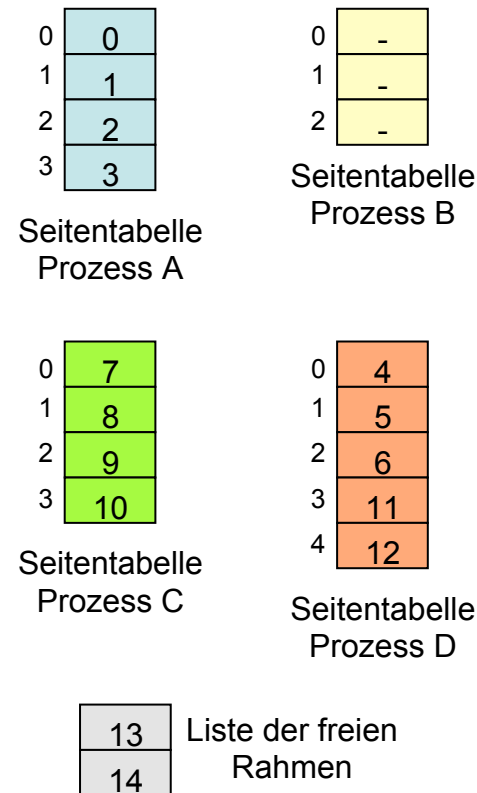 0 0
1 1
2 2
3 3
Seitentabelle
Prozess A
0 -
1 -
2 -
Seitentabelle
Prozess B
0 7
1 8
2 9
3 10
Seitentabelle
Prozess C
0 4
1 5
2 6
3 11
4 12
Seitentabelle
Prozess D
13
14
Liste der freien
Rahmen